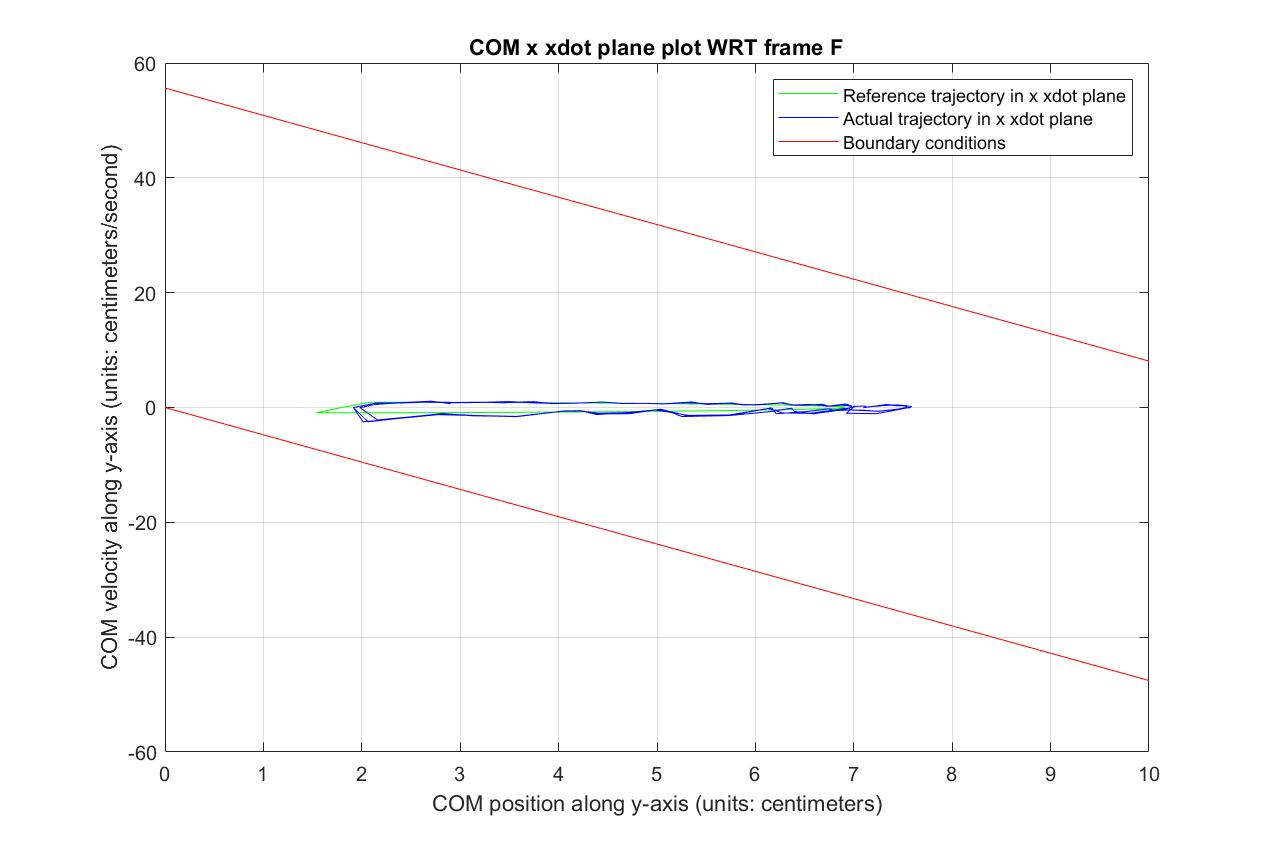 COM x xdot plane plot WRT frame F
60
40
20
0
-20
-40
-60
COM velocity along y-axis (units: centimeters/second)
Reference trajectory in x xdot plane
Actual trajectory in x xdot plane
Boundary conditions
0 1 2 3 4 5 6 7 8 9 10
COM position along y-axis (units: centimeters)